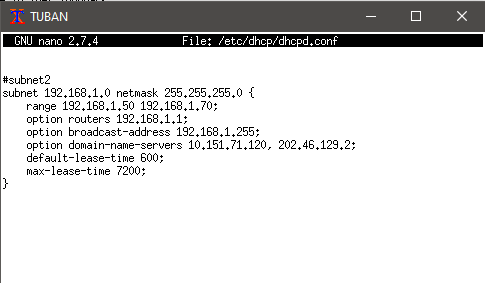 TUBAN
GNU nano 2.7.4 File: /etc/dhcp/dhcpd.conf
#subnet2
subnet 192.168.1.0 netmask 255.255.255.0 {
    range 192.168.1.50 192.168.1.70;
    option routers 192.168.1.1;
    option broadcast-address 192.168.1.255;
    option domain-name-servers 10.151.71.120, 202.46.129.2;
    default-lease-time 600;
    max-lease-time 7200;
}